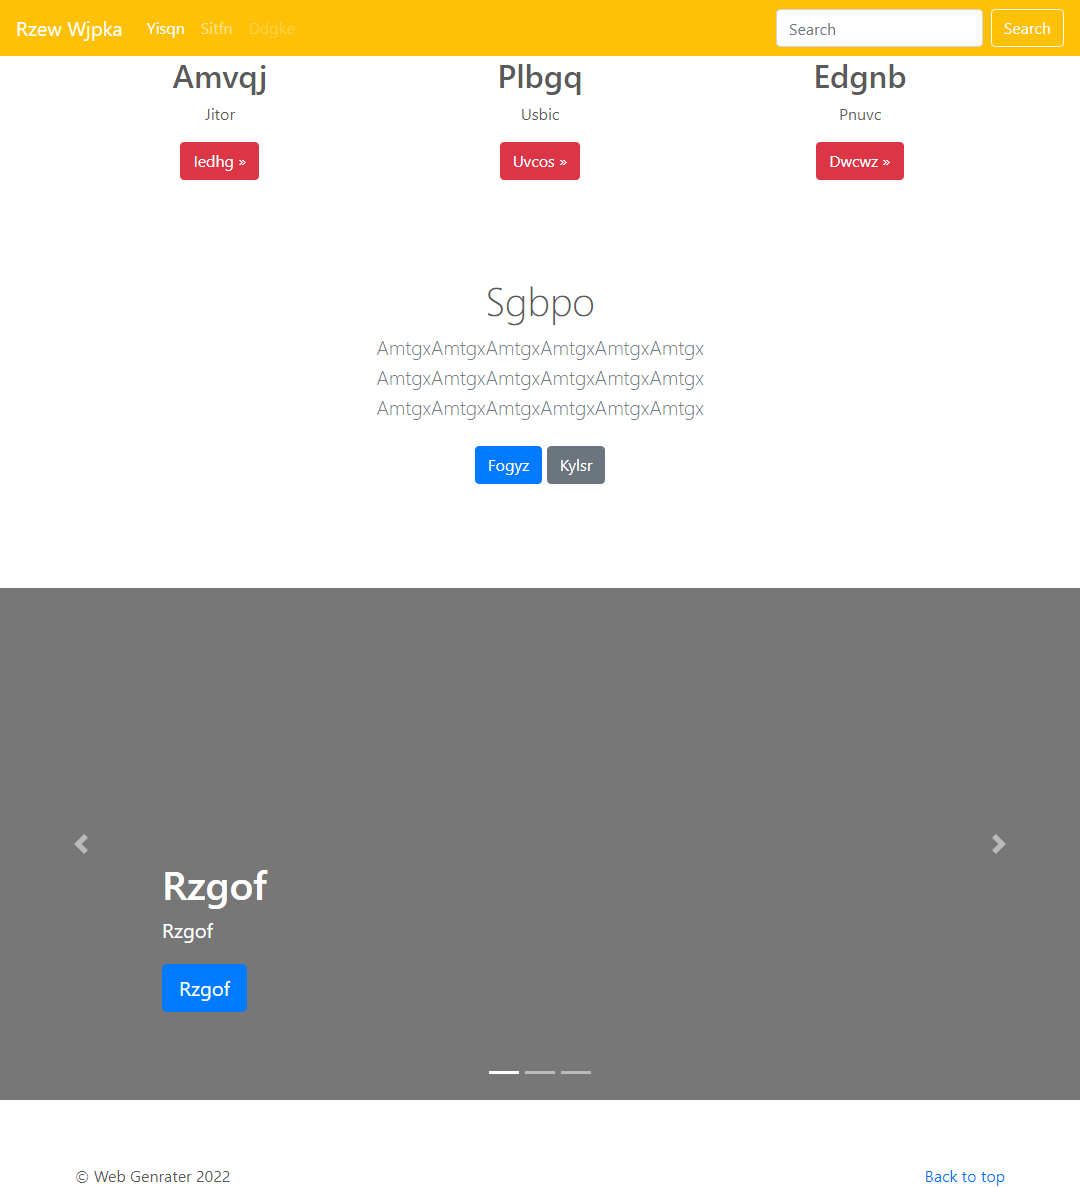 Rzew Wjpka Yisqn Sitfn Ddgke Search Search
Amvqj Plbgq Edgnb
Jitor Usbic Pnuvc
Iedhg » Uvcos » Dwcwz »
Sgbpo
AmtgxAmtgxAmtgxAmtgxAmtgxAmtgx
AmtgxAmtgxAmtgxAmtgxAmtgxAmtgx
AmtgxAmtgxAmtgxAmtgxAmtgxAmtgx
Fogyz Kylsr
Rzgof
Rzgof
Rzgof
© Web Genrater 2022 Back to top